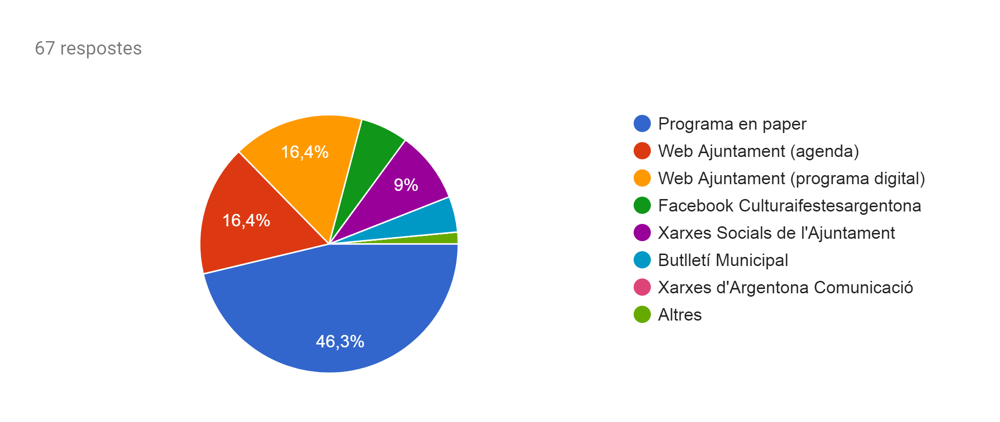 67 respostes
16,4%
16,4%
9%
46,3%
Programa en paper
Web Ajuntament (agenda)
Web Ajuntament (programa digital)
Facebook Culturaifestesargentona
Xarxes Socials de l'Ajuntament
Butlletí Municipal
Xarxes d'Argentona Comunicació
Altres